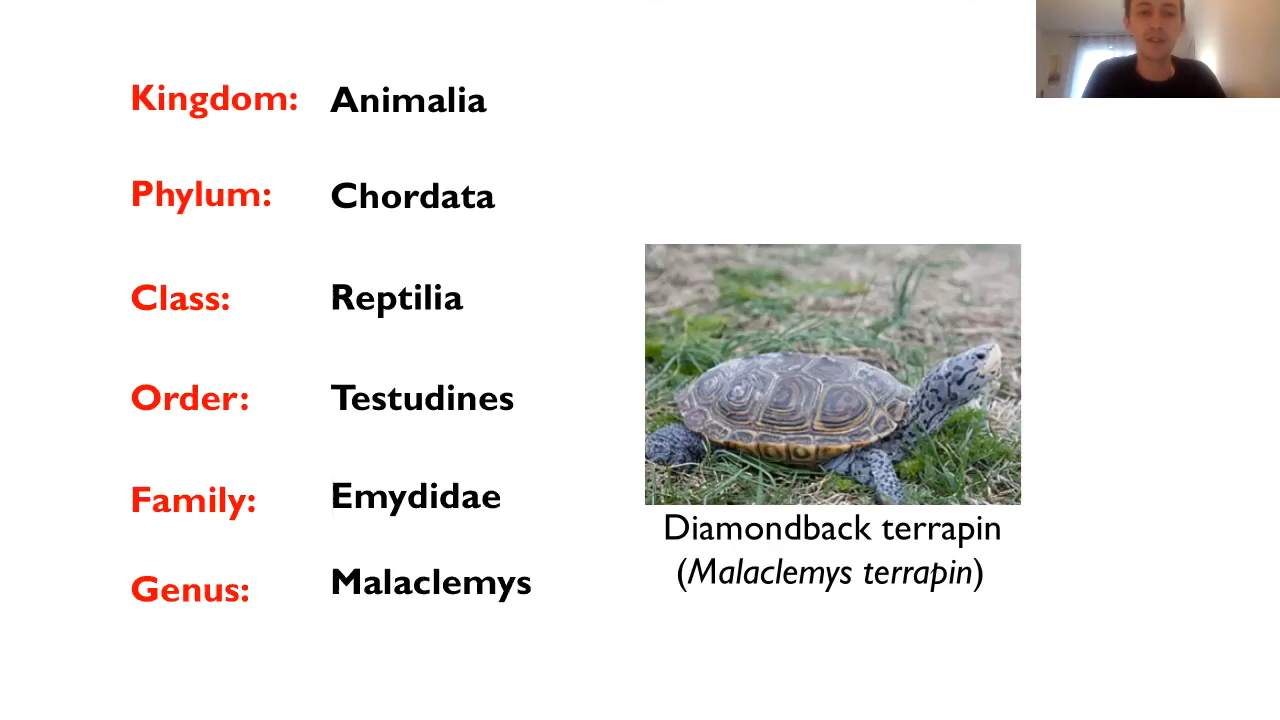 Kingdom: Animalia
Phylum: Chordata
Class: Reptilia
Order: Testudines
Family: Emydidae
Genus: Malaclemys
Diamondback terrapin
(Malaclemys terrapin)